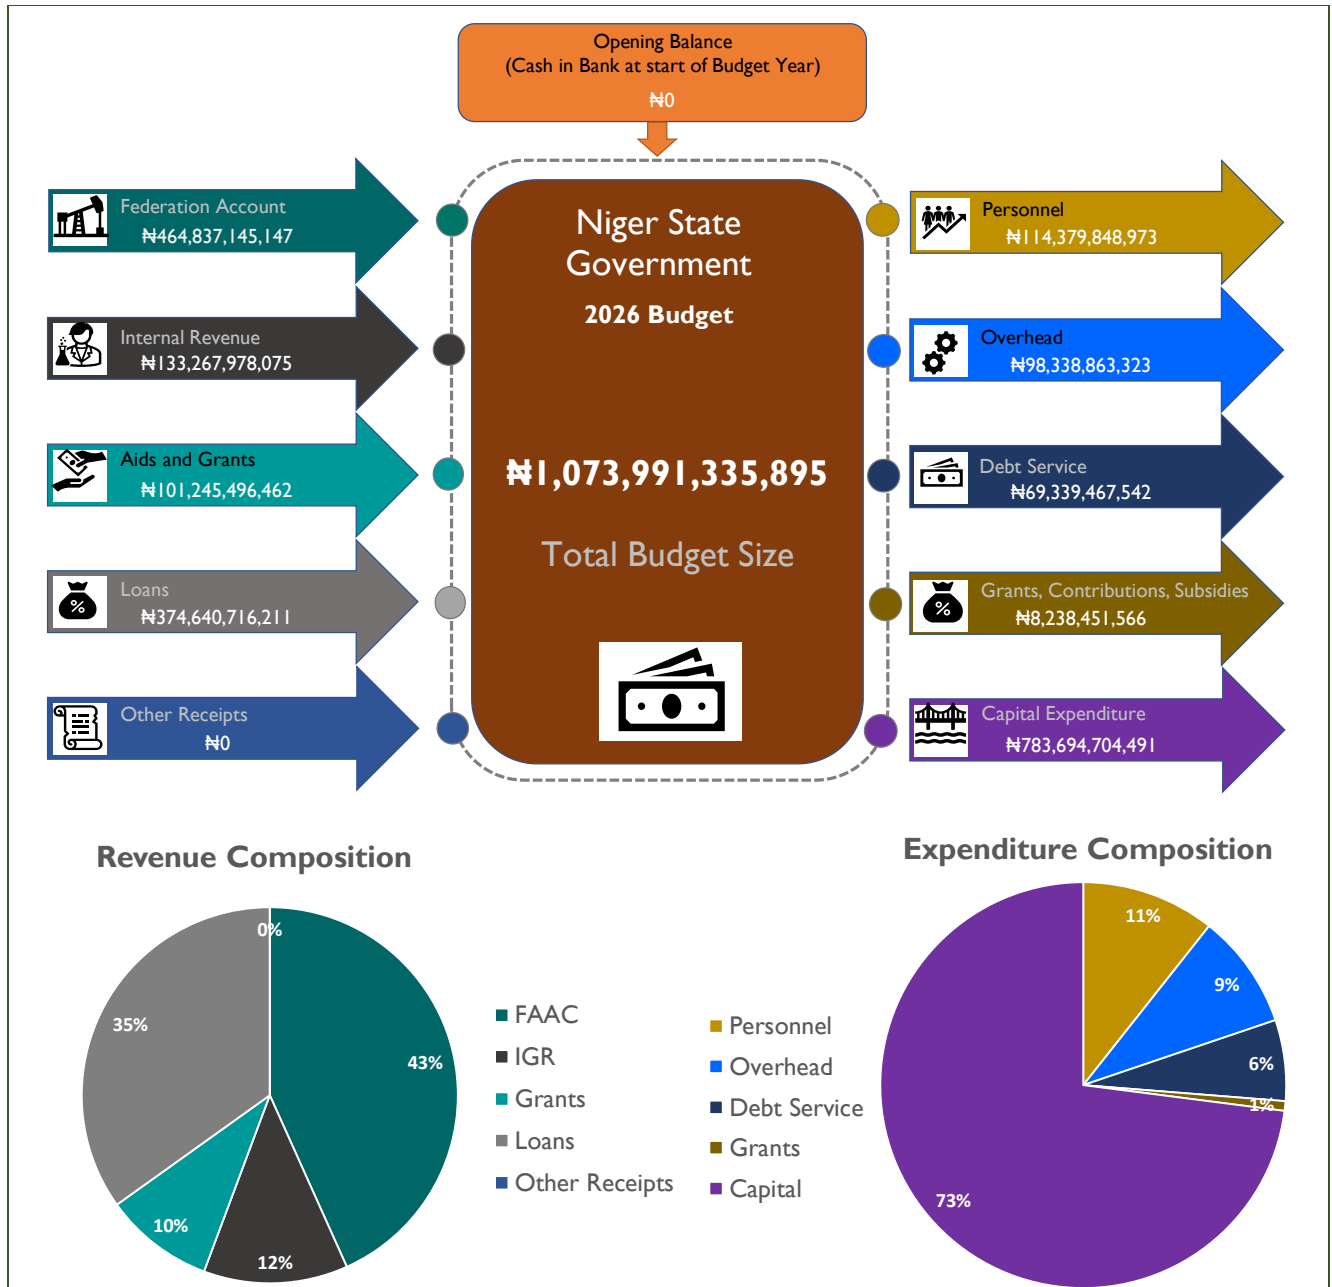 Opening Balance
(Cash in Bank at start of Budget Year)
₦0
Federation Account
₦464,837,145,147
Internal Revenue
₦133,267,978,075
Aids and Grants
₦101,245,496,462
%
Loans
₦374,640,716,211
Other Receipts
₦0
Niger State
Government
2026 Budget
₦1,073,991,335,895
Total Budget Size
Personnel
₦114,379,848,973
Overhead
₦98,338,863,323
Debt Service
₦69,339,467,542
%
Grants, Contributions, Subsidies
₦8,238,451,566
Capital Expenditure
₦783,694,704,491
Revenue Composition
0%
35%
43%
10%
12%
FAAC
IGR
Grants
Loans
Other Receipts
Expenditure Composition
11%
9%
6%
1%
73%
Personnel
Overhead
Debt Service
Grants
Capital